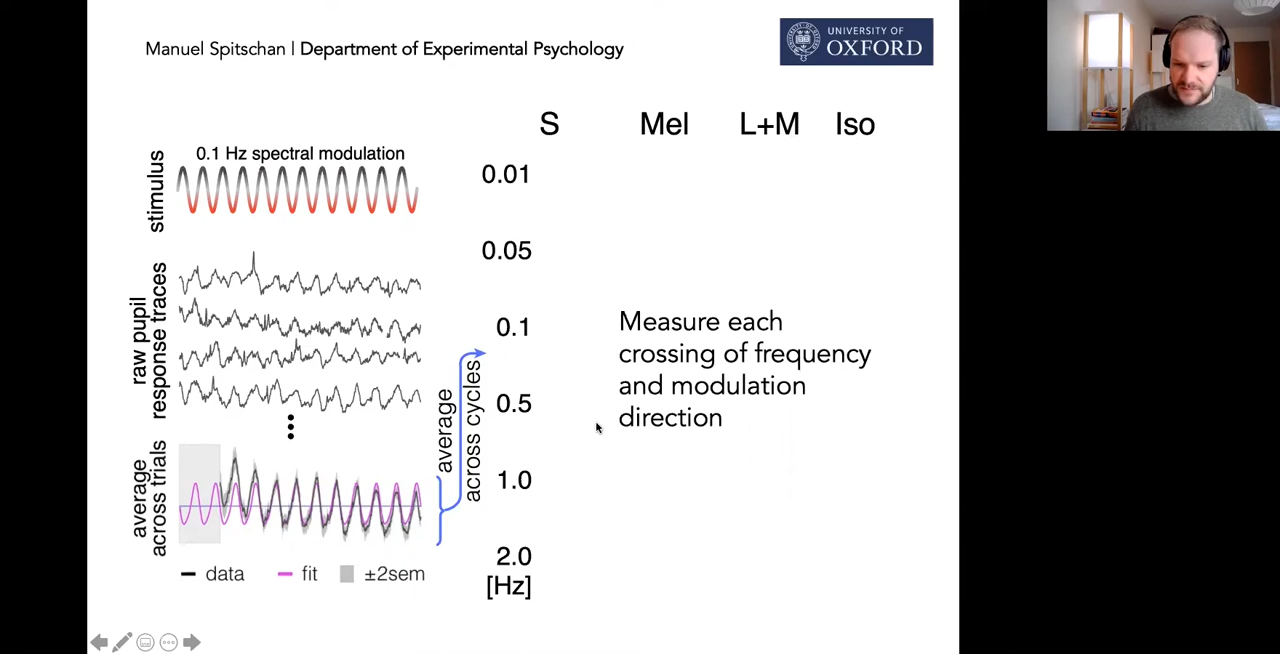 Manuel Spitschan | Department of Experimental Psychology
UNIVERSITY OF
OXFORD
S Mel L+M Iso
stimulus
0.1 Hz spectral modulation
raw pupil
response traces
average
across trials
data fit ±2sem
average
across cycles
0.01
0.05
0.1
0.5
1.0
2.0
[Hz]
Measure each
crossing of frequency
and modulation
direction